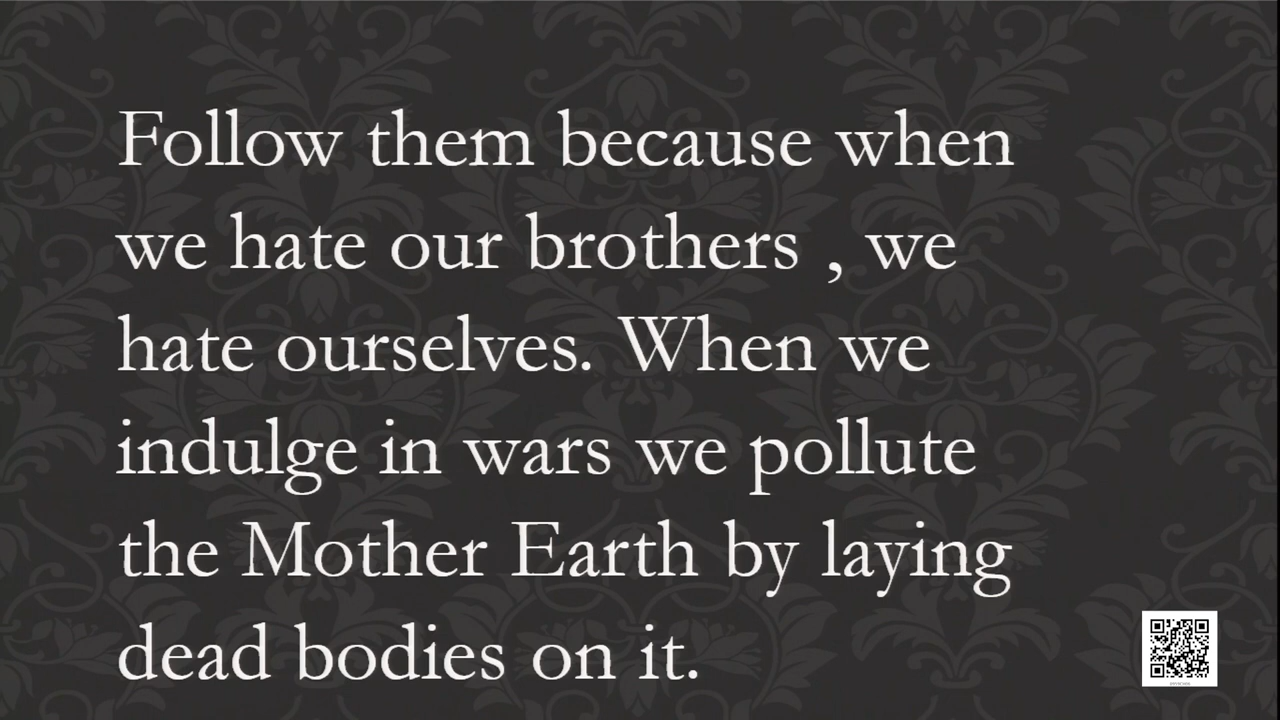 Follow them because when
we hate our brothers , we
hate ourselves. When we
indulge in wars we pollute
the Mother Earth by laying
dead bodies on it.